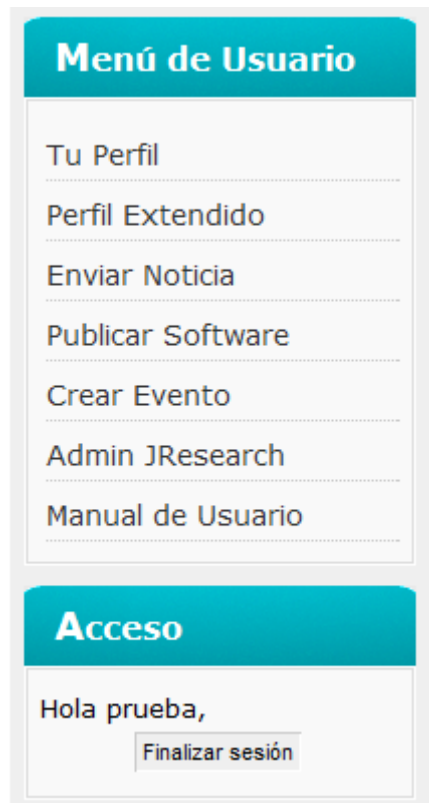 Menú de Usuario
Tu Perfil
Perfil Extendido
Enviar Noticia
Publicar Software
Crear Evento
Admin JResearch
Manual de Usuario
Acceso
Hola prueba,
Finalizar sesión